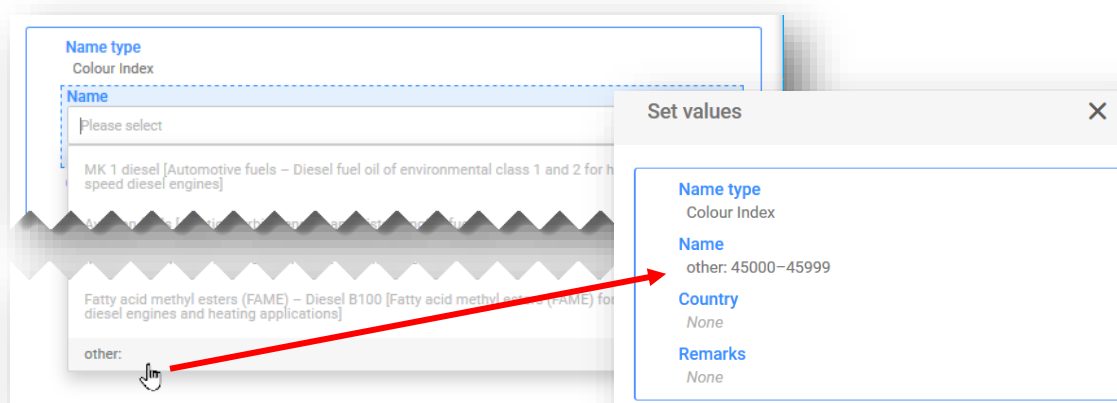 Name type
Colour Index
Name
Please select
MK 1 diesel [Automotive fuels – Diesel fuel oil of environmental class 1 and 2 for h
speed diesel engines]
Fatty acid methyl esters (FAME) – Diesel B100 [Fatty acid methyl esters (FAME) for
diesel engines and heating applications]
other:
Set values
Name type
Colour Index
Name
other: 45000–45999
Country
None
Remarks
None